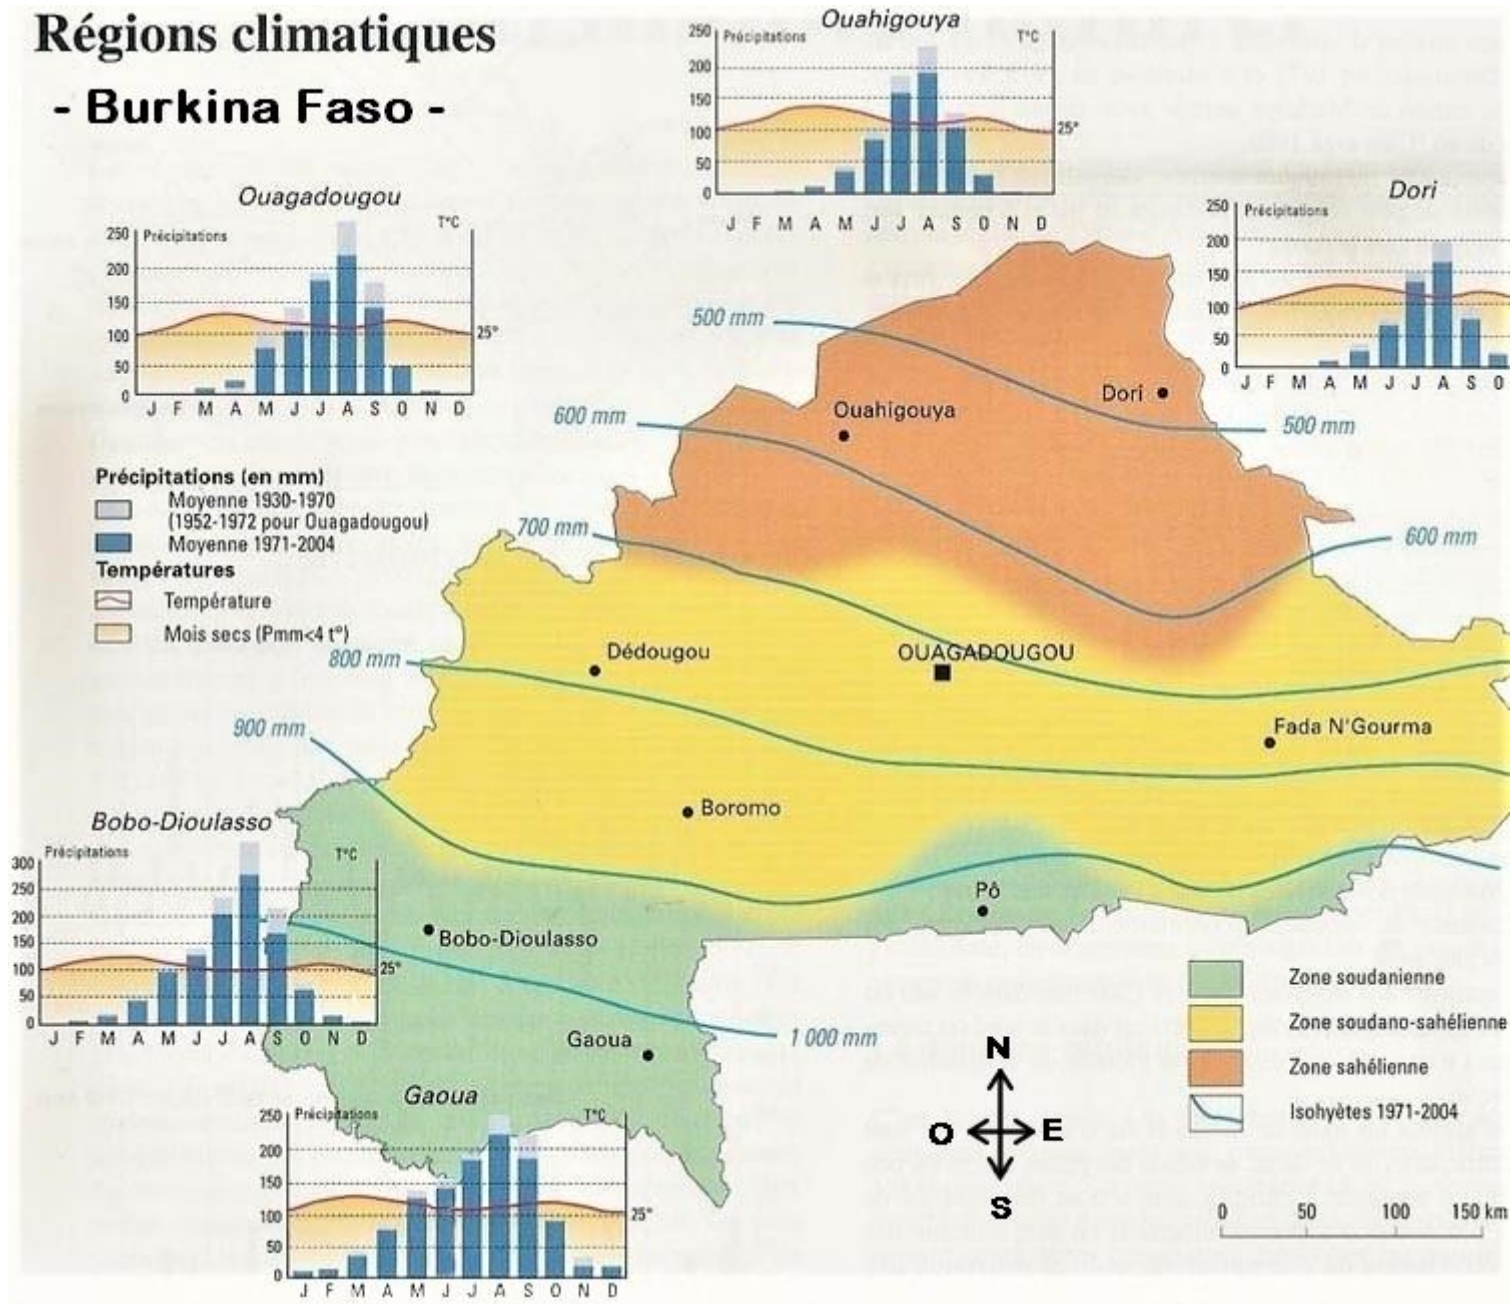 Régions climatiques
- Burkina Faso -
Ouahigouya
250
Précipitations
T°C
200
150
100
50
0
25°
J F M A M J J A S O N D
Ouagadougou
250
Précipitations
T°C
200
150
100
50
0
25°
J F M A M J J A S O N D
Dori
250
Précipitations
200
150
100
50
0
J F M A M J J A S O
Précipitations (en mm)
Moyenne 1930-1970
(1952-1972 pour Ouagadougou)
Moyenne 1971-2004
Températures
Température
Mois secs (Pmm<4 t°)
500 mm
500 mm
600 mm
600 mm
700 mm
800 mm
900 mm
1 000 mm
Dori
Ouahigouya
Dédougou
OUAGADOUGOU
Fada N'Gourma
Boromo
Pô
Bobo-Dioulasso
Gaoua
Bobo-Dioulasso
300
Précipitations
T°C
250
200
150
100
50
0
25°
J F M A M J J A S O N D
Gaoua
250
Précipitations
T°C
200
150
100
50
0
25°
J F M A M J J A S O N D
Zone soudanienne
Zone soudano-sahélienne
Zone sahélienne
Isohyètes 1971-2004
N
O
E
S
0 50 100 150 km